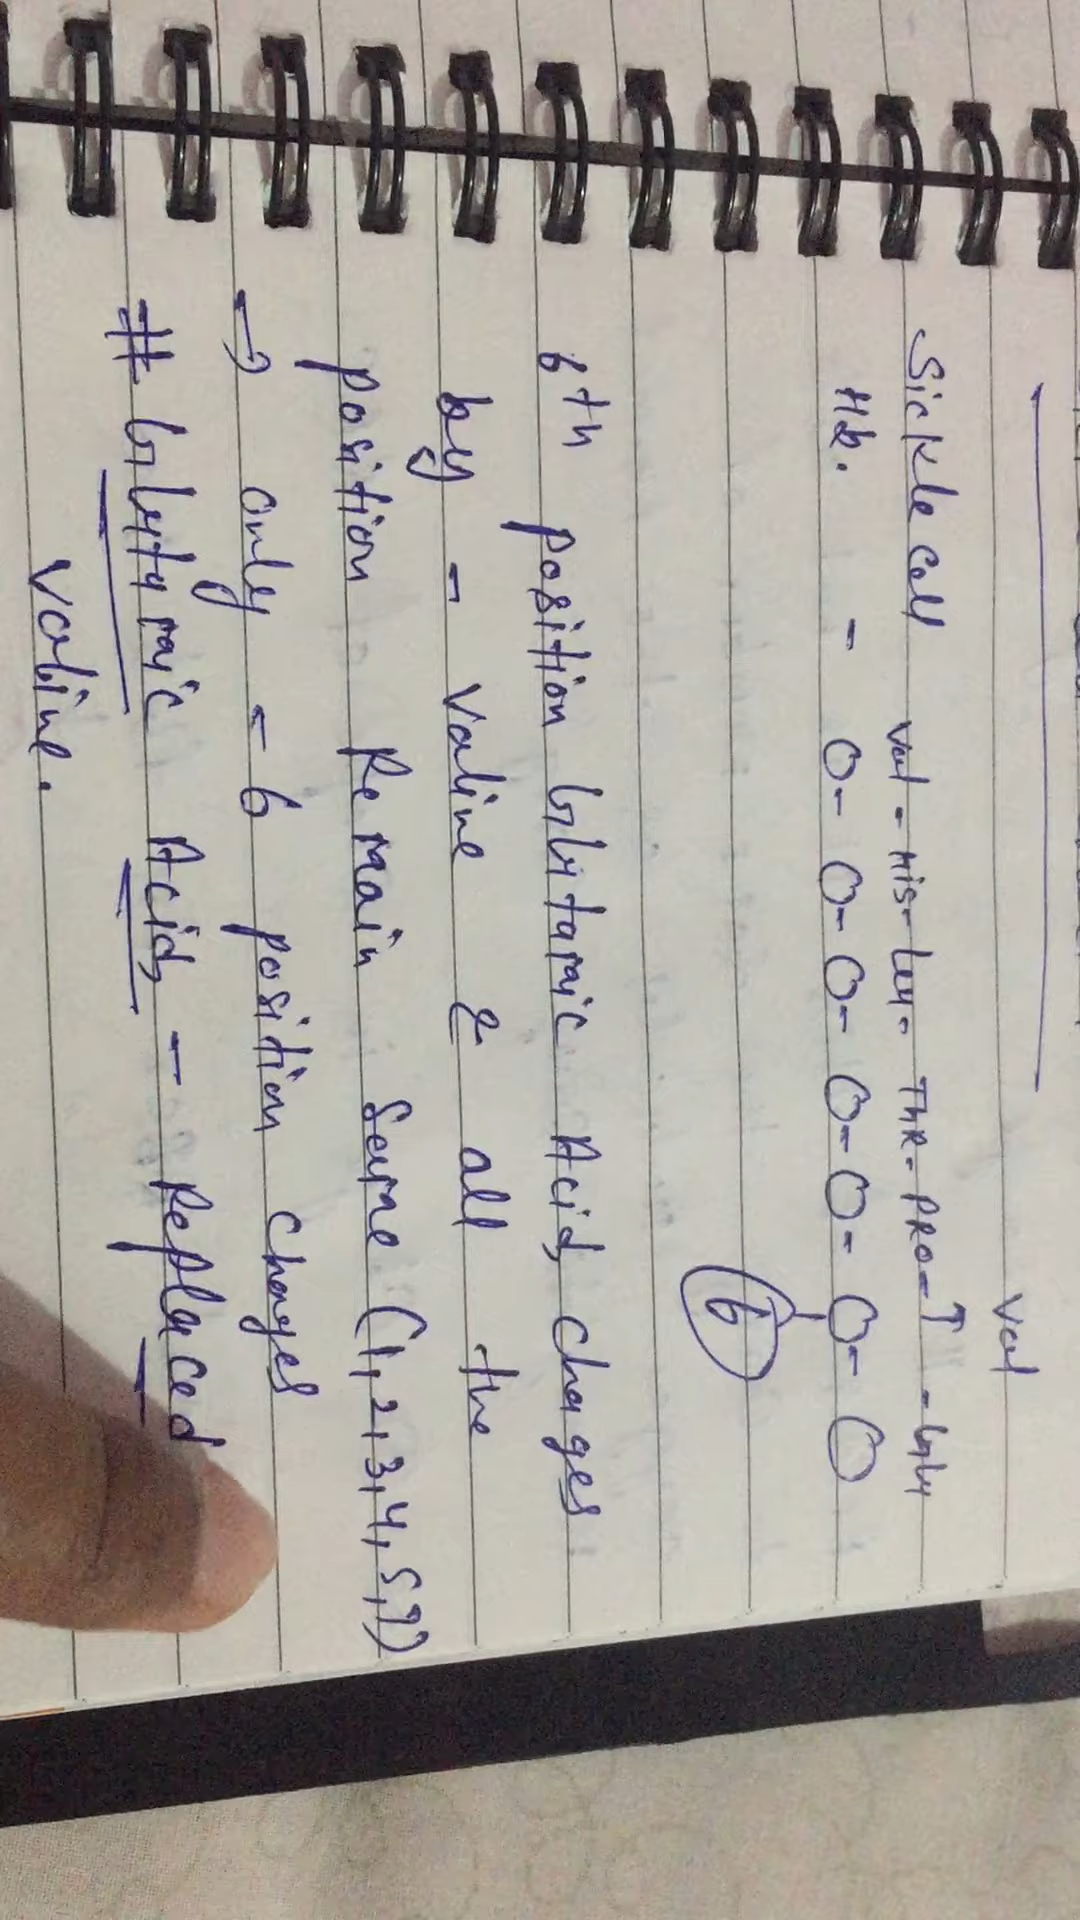 Val
Sickle cell Val - His - Leu - THR - PRO - ↑ - Glu
Hb. - O - O - O - O - O - O - O
6
6th position Glutamic Acid changes
by - Valine & all the
position Remain Same (1,2,3,4,5,7)
→ only - 6 position changes
# Glutamic Acid - Replaced
Valine.